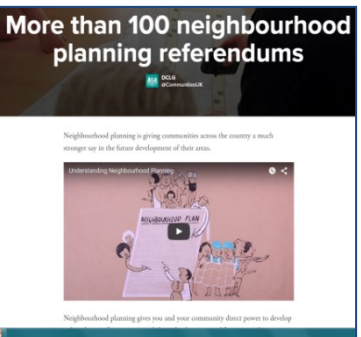 More than 100 neighbourhood
planning referendums
DCLG
@CommunitiesUK
Neighbourhood planning is giving communities across the country a much
stronger say in the future development of their areas.
Understanding Neighbourhood Planning
NEIGHBOURHOOD PLAN
Neighbourhood planning gives you and your community direct power to develop